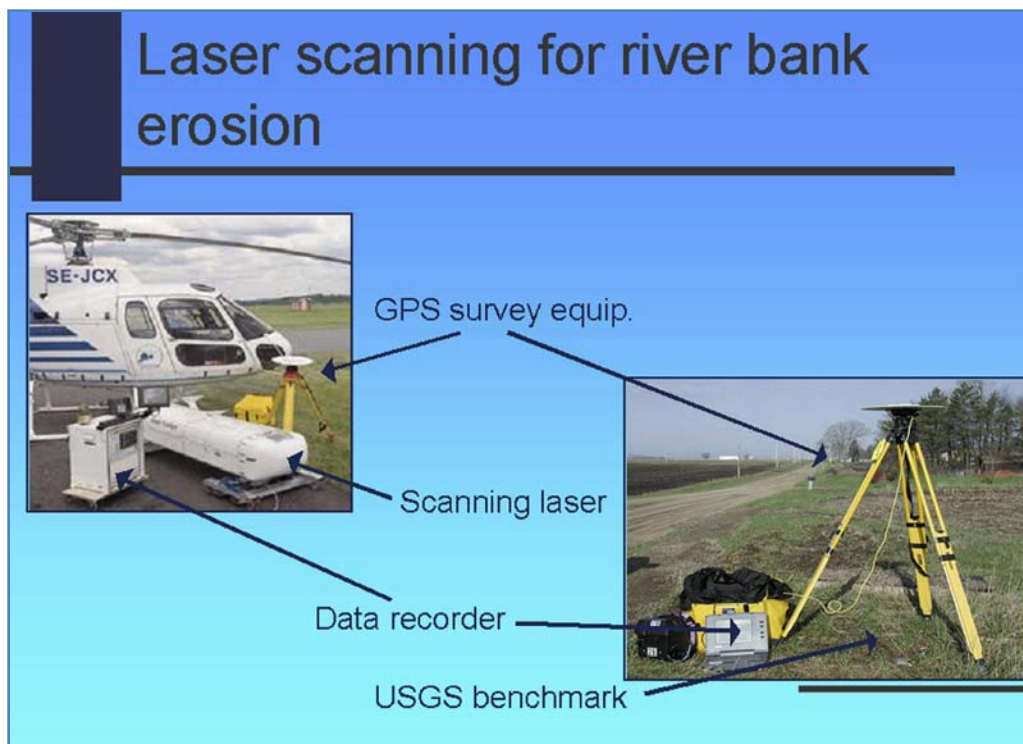 Laser scanning for river bank
erosion
SE-JCX
GPS survey equip.
Scanning laser
Data recorder
USGS benchmark